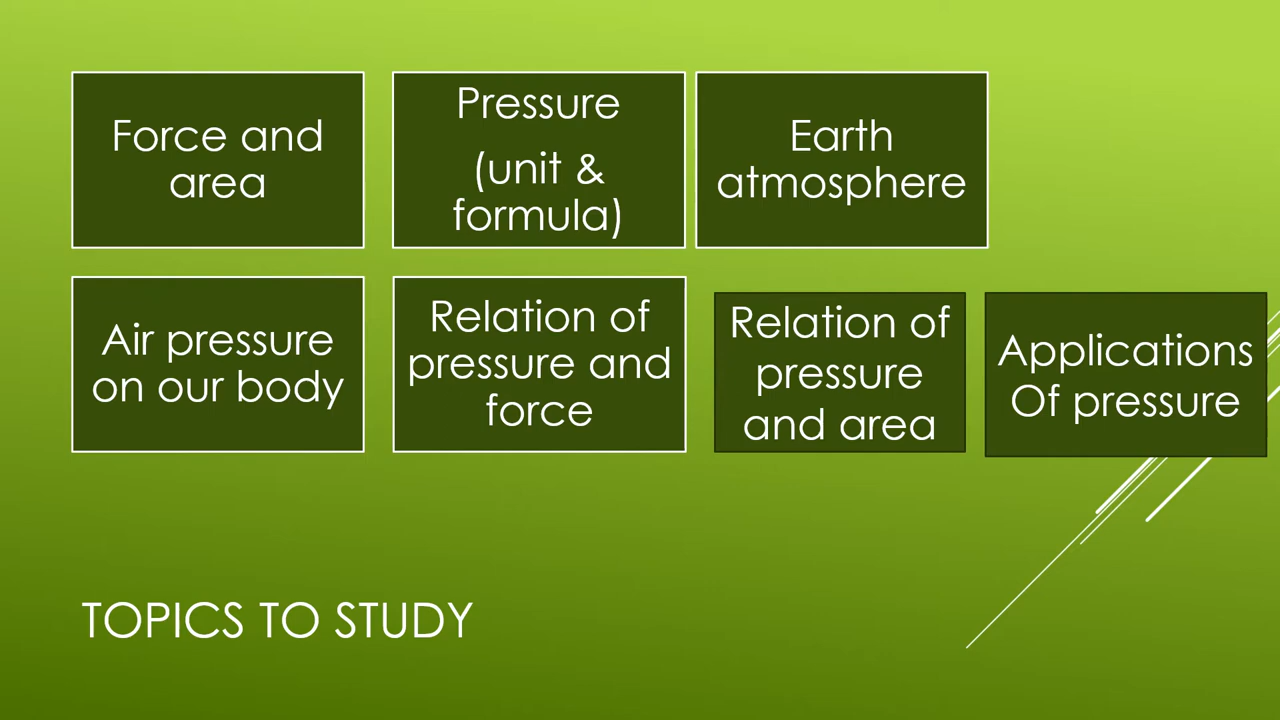 Force and
area
Pressure
(unit &
formula)
Earth
atmosphere
Air pressure
on our body
Relation of
pressure and
force
Relation of
pressure
and area
Applications
Of pressure
TOPICS TO STUDY